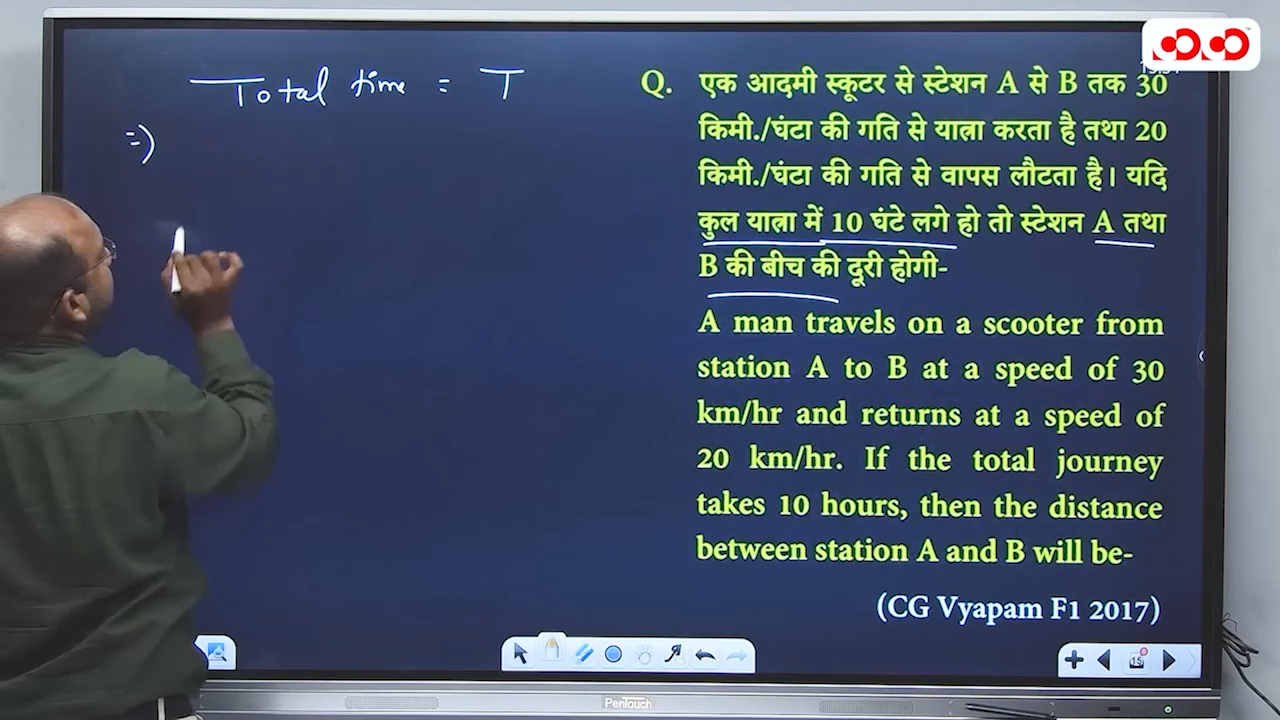 Total time = T
=)
Q. एक आदमी स्कूटर से स्टेशन A से B तक 30
किमी./घंटा की गति से यात्रा करता है तथा 20
किमी./घंटा की गति से वापस लौटता है। यदि
कुल यात्रा में 10 घंटे लगे हो तो स्टेशन A तथा
B की बीच की दूरी होगी-
A man travels on a scooter from
station A to B at a speed of 30
km/hr and returns at a speed of
20 km/hr. If the total journey
takes 10 hours, then the distance
between station A and B will be-
(CG Vyapam F1 2017)
15
PenTouch